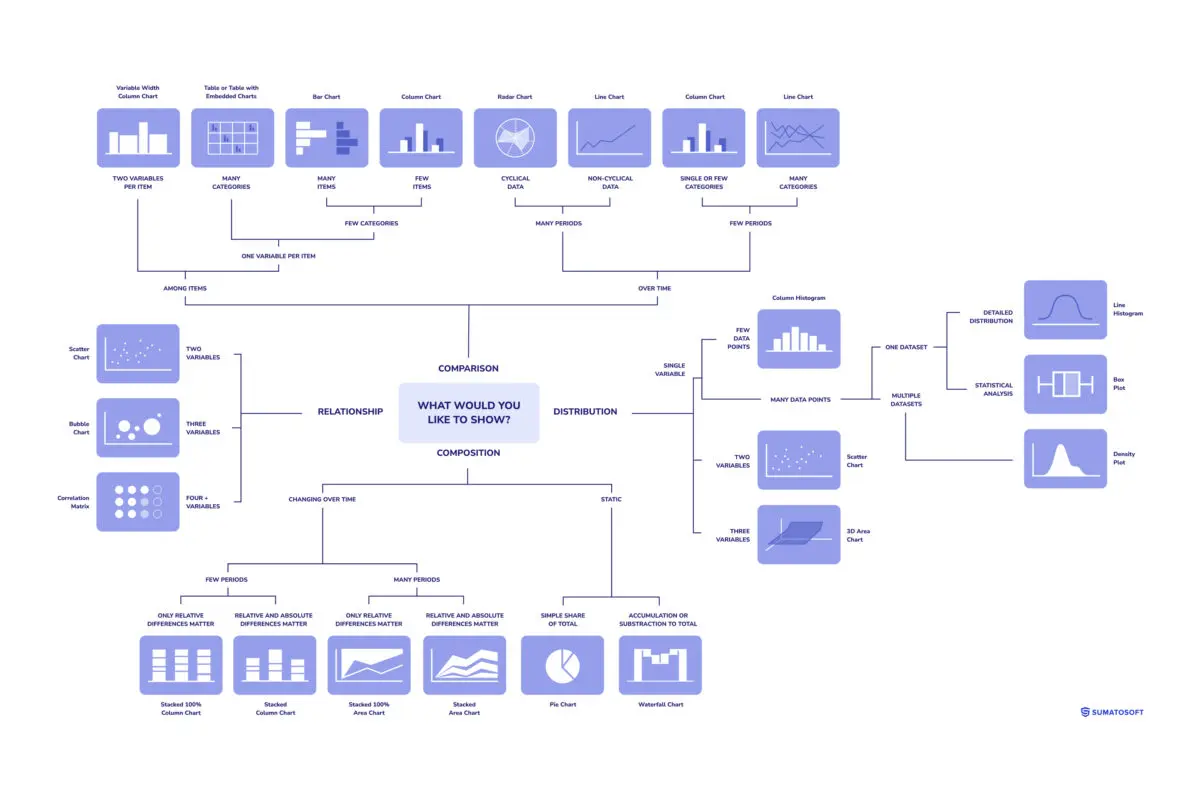 Variable Width
Column Chart
Table or Table with
Embedded Charts
Bar Chart
Column Chart
Radar Chart
Line Chart
Column Chart
Line Chart
TWO VARIABLES
PER ITEM
MANY
CATEGORIES
MANY
ITEMS
FEW
ITEMS
CYCLICAL
DATA
NON-CYCLICAL
DATA
SINGLE OR FEW
CATEGORIES
MANY
CATEGORIES
FEW CATEGORIES
MANY PERIODS
FEW PERIODS
ONE VARIABLE PER ITEM
AMONG ITEMS
OVER TIME
COMPARISON
WHAT WOULD YOU
LIKE TO SHOW?
RELATIONSHIP
Scatter
Chart
TWO
VARIABLES
Bubble
Chart
THREE
VARIABLES
Correlation
Matrix
FOUR +
VARIABLES
DISTRIBUTION
SINGLE
VARIABLE
Column Histogram
FEW
DATA
POINTS
MANY DATA POINTS
ONE DATASET
DETAILED
DISTRIBUTION
Line
Histogram
STATISTICAL
ANALYSIS
Box
Plot
MULTIPLE
DATASETS
Density
Plot
TWO
VARIABLES
Scatter
Chart
THREE
VARIABLES
3D Area
Chart
COMPOSITION
CHANGING OVER TIME
STATIC
FEW PERIODS
MANY PERIODS
ONLY RELATIVE
DIFFERENCES MATTER
RELATIVE AND ABSOLUTE
DIFFERENCES MATTER
ONLY RELATIVE
DIFFERENCES MATTER
RELATIVE AND ABSOLUTE
DIFFERENCES MATTER
SIMPLE SHARE
OF TOTAL
ACCUMULATION OR
SUBSTRACTION TO TOTAL
Stacked 100%
Column Chart
Stacked
Column Chart
Stacked 100%
Area Chart
Stacked
Area Chart
Pie Chart
Waterfall Chart
SUMATOSOFT